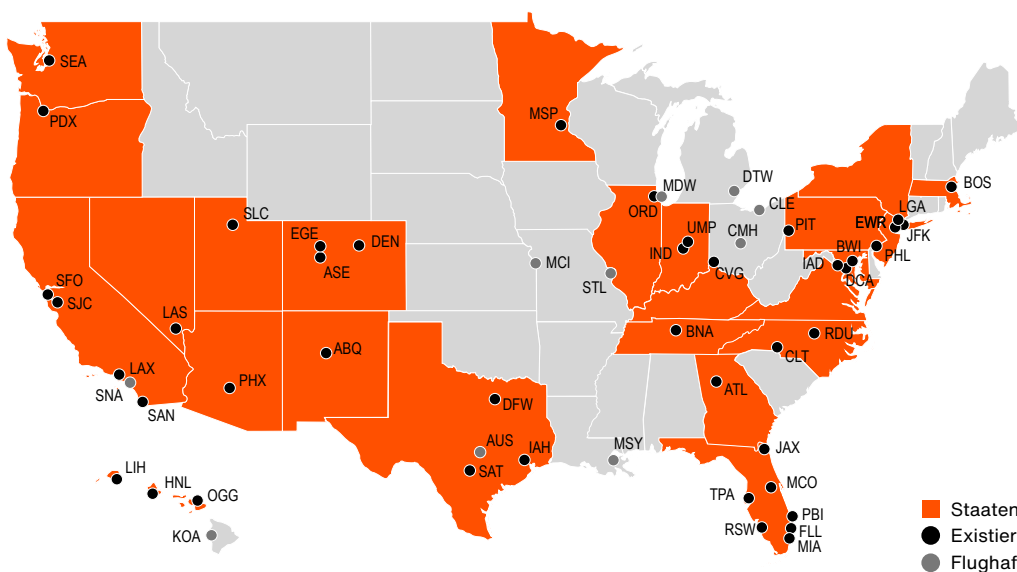 SEA
PDX
MSP
BOS
DTW
MDW
CLE
ORD
LGA
SLC
UMP
CMH
PIT
EWR
JFK
EGE
DEN
IND
BWI
PHL
ASE
MCI
IAD
CVG
DCA
SFO
STL
SJC
LAS
BNA
RDU
ABQ
CLT
LAX
PHX
ATL
SNA
SAN
DFW
AUS
IAH
MSY
JAX
LIH
SAT
HNL
MCO
OGG
TPA
PBI
KOA
RSW
FLL
MIA
Staaten
Existier
Flughaf